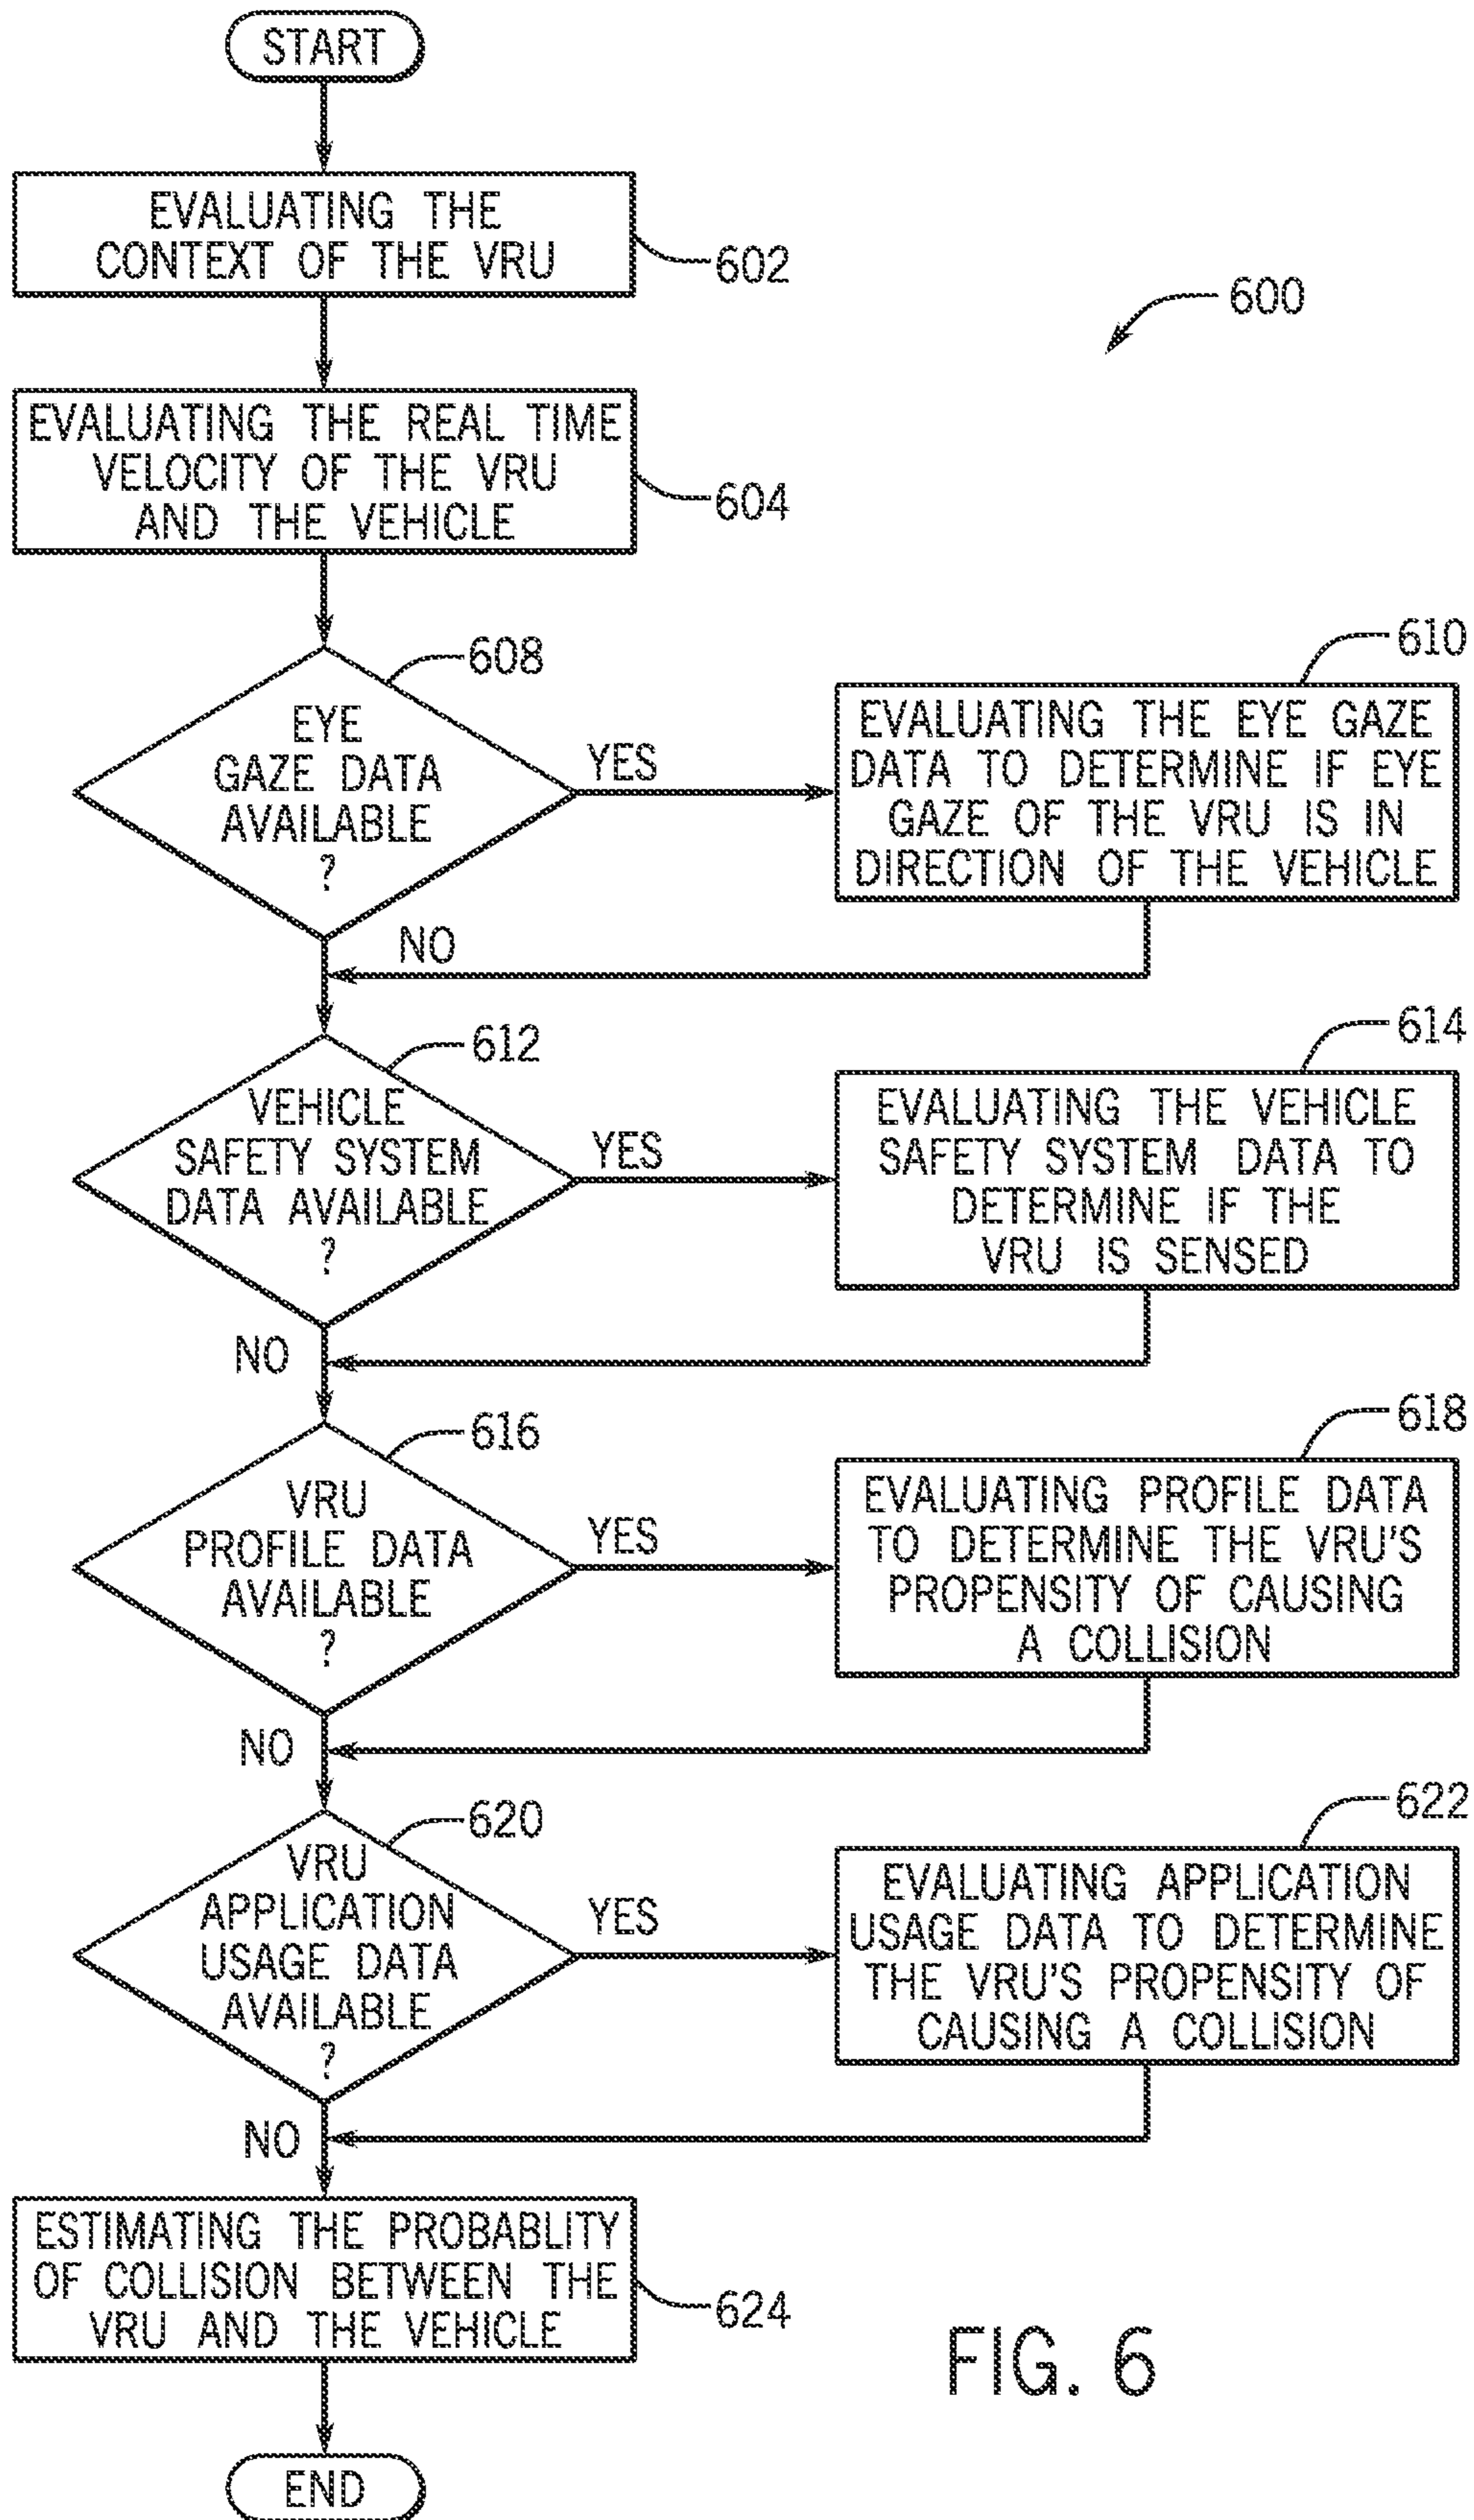 START
EVALUATING THE
CONTEXT OF THE VRU
602
600
EVALUATING THE REAL TIME
VELOCITY OF THE VRU
AND THE VEHICLE
604
608
EYE
GAZE DATA
AVAILABLE
?
YES
610
EVALUATING THE EYE GAZE
DATA TO DETERMINE IF EYE
GAZE OF THE VRU IS IN
DIRECTION OF THE VEHICLE
NO
612
VEHICLE
SAFETY SYSTEM
DATA AVAILABLE
?
YES
614
EVALUATING THE VEHICLE
SAFETY SYSTEM DATA TO
DETERMINE IF THE
VRU IS SENSED
NO
616
VRU
PROFILE DATA
AVAILABLE
?
YES
618
EVALUATING PROFILE DATA
TO DETERMINE THE VRU'S
PROPENSITY OF CAUSING
A COLLISION
NO
620
VRU
APPLICATION
USAGE DATA
AVAILABLE
?
YES
622
EVALUATING APPLICATION
USAGE DATA TO DETERMINE
THE VRU'S PROPENSITY OF
CAUSING A COLLISION
NO
ESTIMATING THE PROBABLITY
OF COLLISION BETWEEN THE
VRU AND THE VEHICLE
624
FIG. 6
END